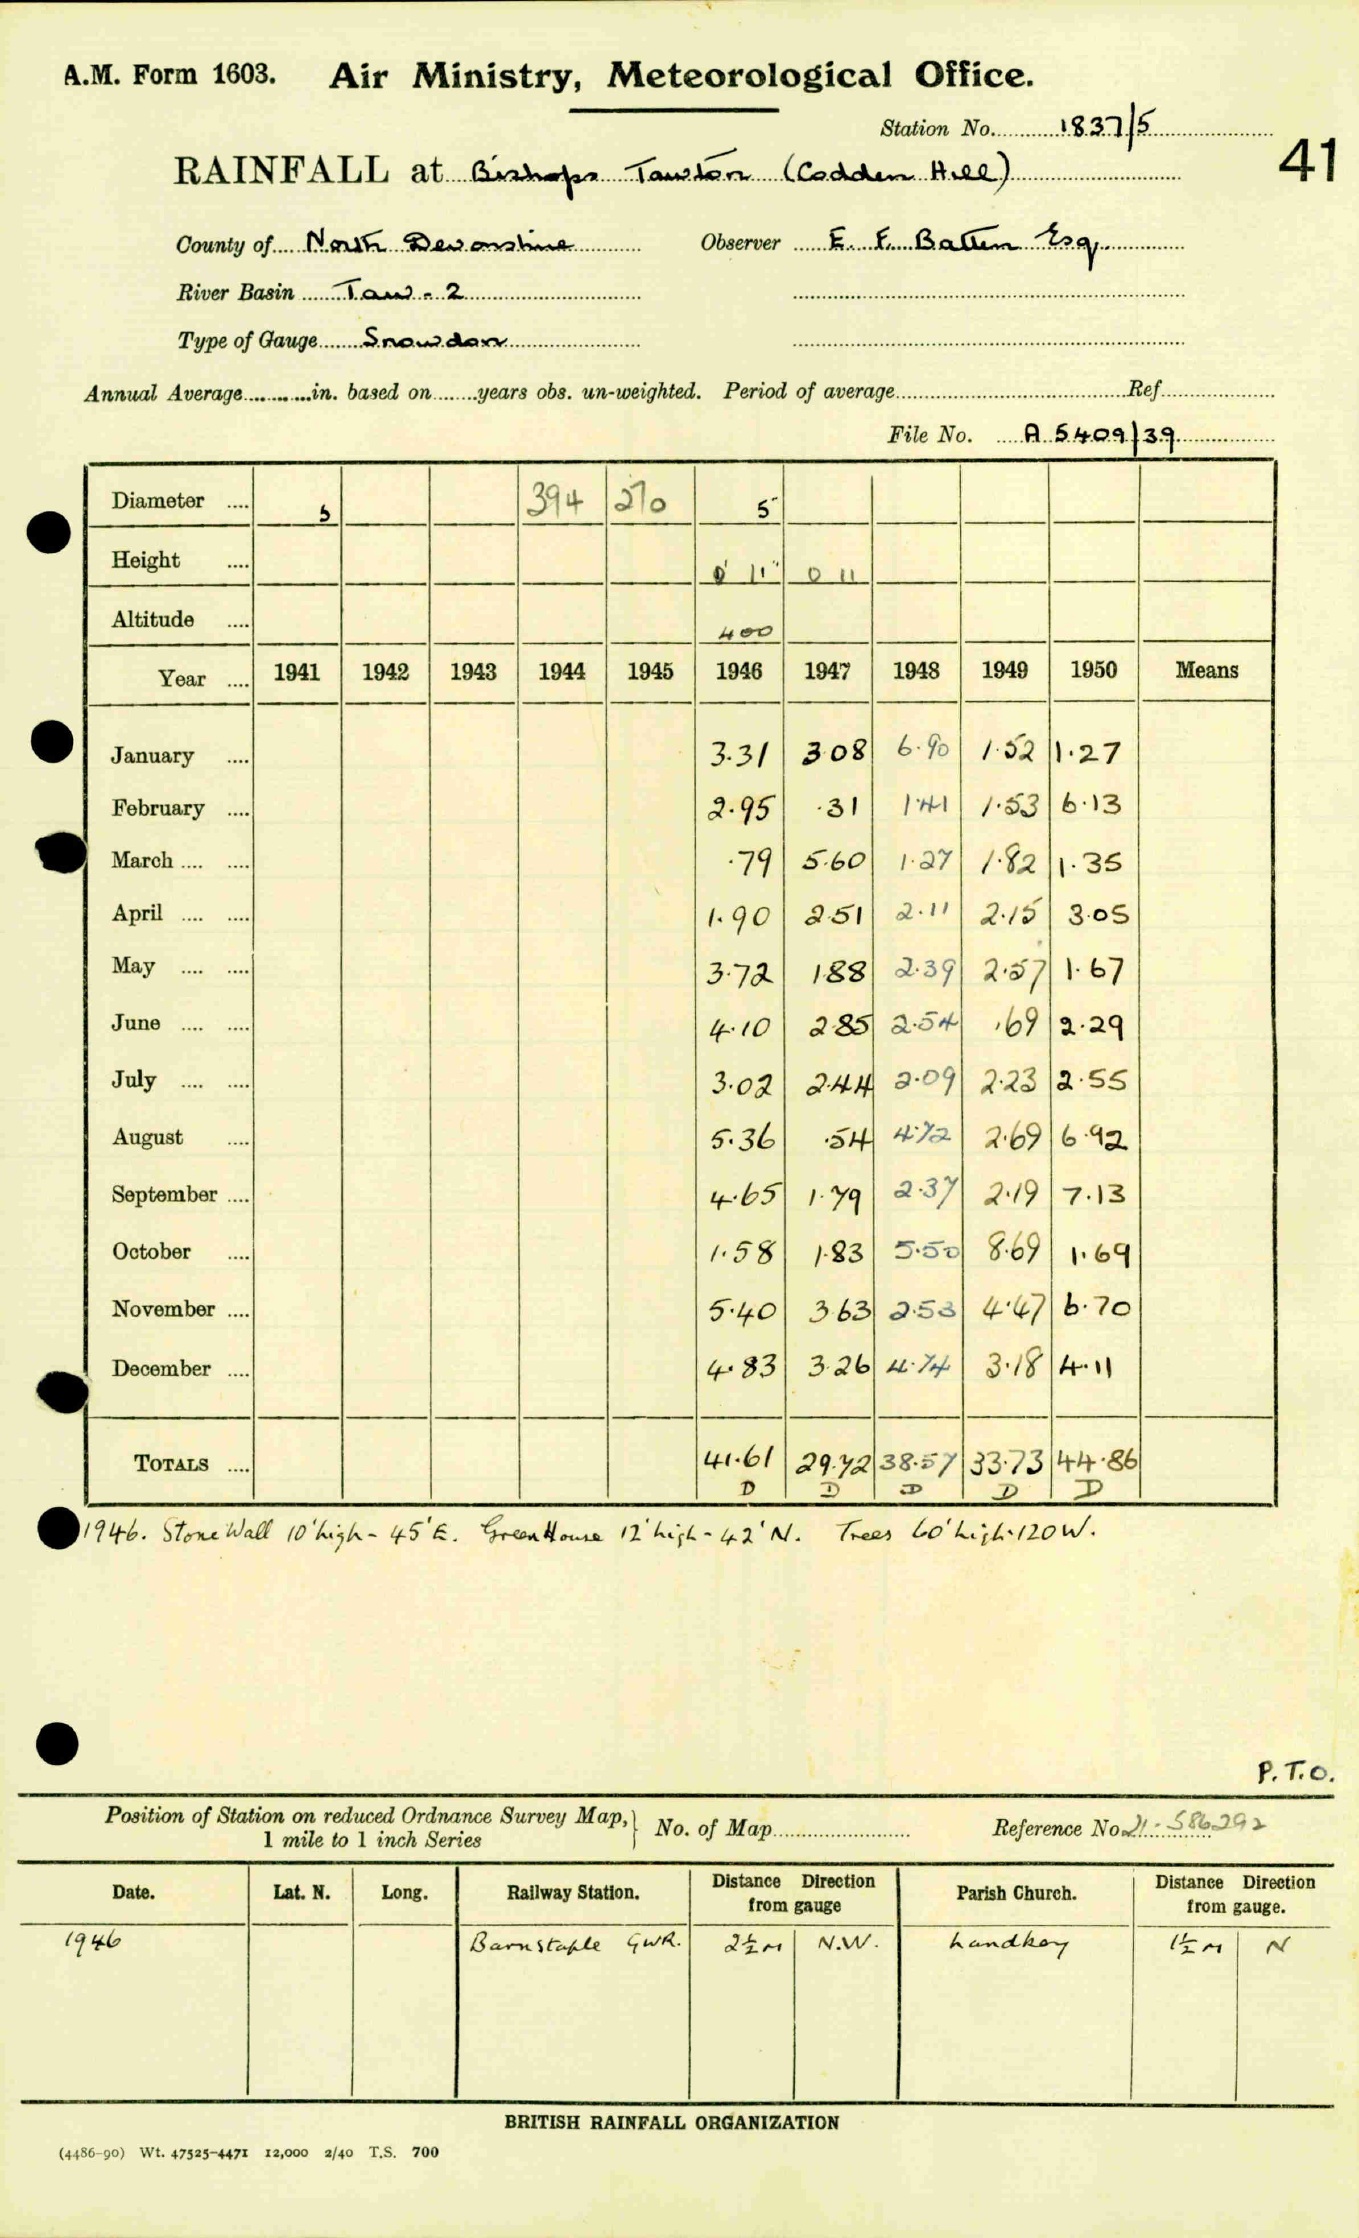 A.M. Form 1603. Air Ministry, Meteorological Office.
Station No. 1837/5
41
RAINFALL at Bishops Tawton (Codden Hill)
County of North Devonshire Observer E. F. Batten Esq.
River Basin Taw - 2
Type of Gauge Snowdon
Annual Average in. based on years obs. un-weighted. Period of average Ref
File No. A 5409/39
Diameter 5 394 270 5
Height 0' 11" 0 11
Altitude 400
Year 1941 1942 1943 1944 1945 1946 1947 1948 1949 1950 Means
January 3.31 3.08 6.90 1.52 1.27
February 2.95 .31 1.41 1.53 6.13
March .79 5.60 1.27 1.82 1.35
April 1.90 2.51 2.11 2.15 3.05
May 3.72 1.88 2.39 2.57 1.67
June 4.10 2.85 2.54 .69 2.29
July 3.02 2.44 2.09 2.23 2.55
August 5.36 .54 4.72 2.69 6.92
September 4.65 1.79 2.37 2.19 7.13
October 1.58 1.83 5.50 8.69 1.69
November 5.40 3.63 2.53 4.47 6.70
December 4.83 3.26 4.74 3.18 4.11
TOTALS 41.61 29.72 38.57 33.73 44.86
D D D D D
1946. Stone Wall 10' high - 45' E. Green House 12' high - 42' N. Trees 60' high. 120 W.
P.T.O.
Position of Station on reduced Ordnance Survey Map, 1 mile to 1 inch Series No. of Map Reference No 21.586292
Date. Lat. N. Long. Railway Station. Distance Direction from gauge Parish Church. Distance Direction from gauge.
1946 Barnstaple GWR. 2½ M N.W. Landkey 1½ M N
BRITISH RAINFALL ORGANIZATION
(4486-90) Wt. 47525-4471 12,000 2/40 T.S. 700